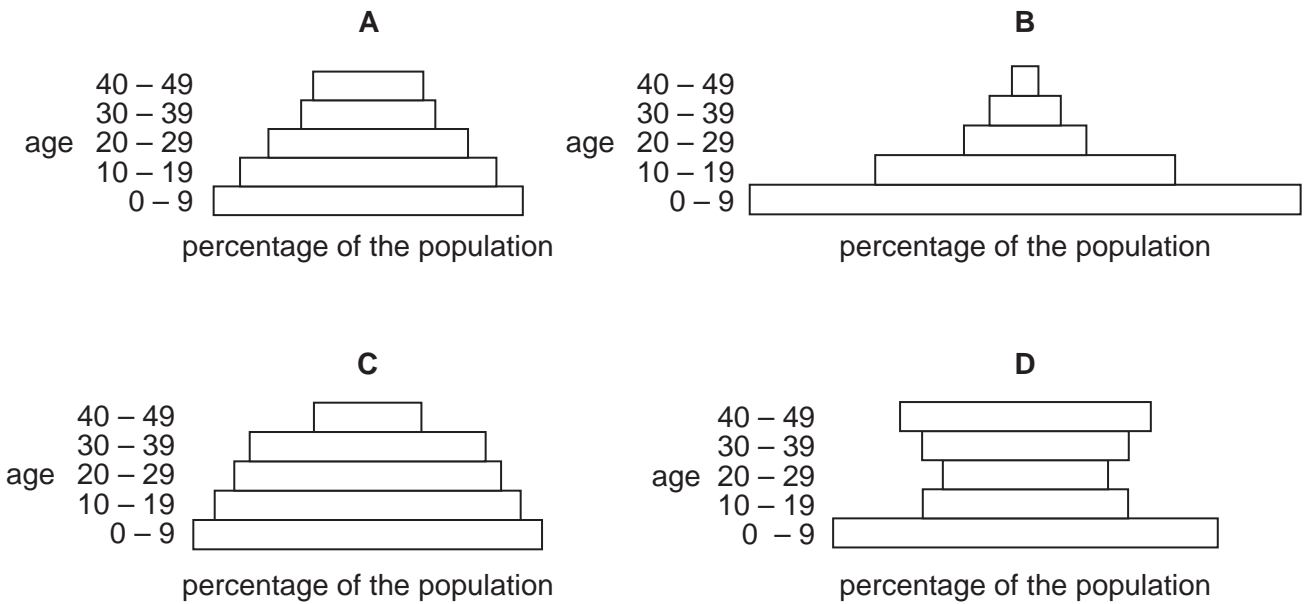 A
40 – 49
30 – 39
age 20 – 29
10 – 19
0 – 9
percentage of the population
B
40 – 49
30 – 39
age 20 – 29
10 – 19
0 – 9
percentage of the population
C
40 – 49
30 – 39
age 20 – 29
10 – 19
0 – 9
percentage of the population
D
40 – 49
30 – 39
age 20 – 29
10 – 19
0 – 9
percentage of the population